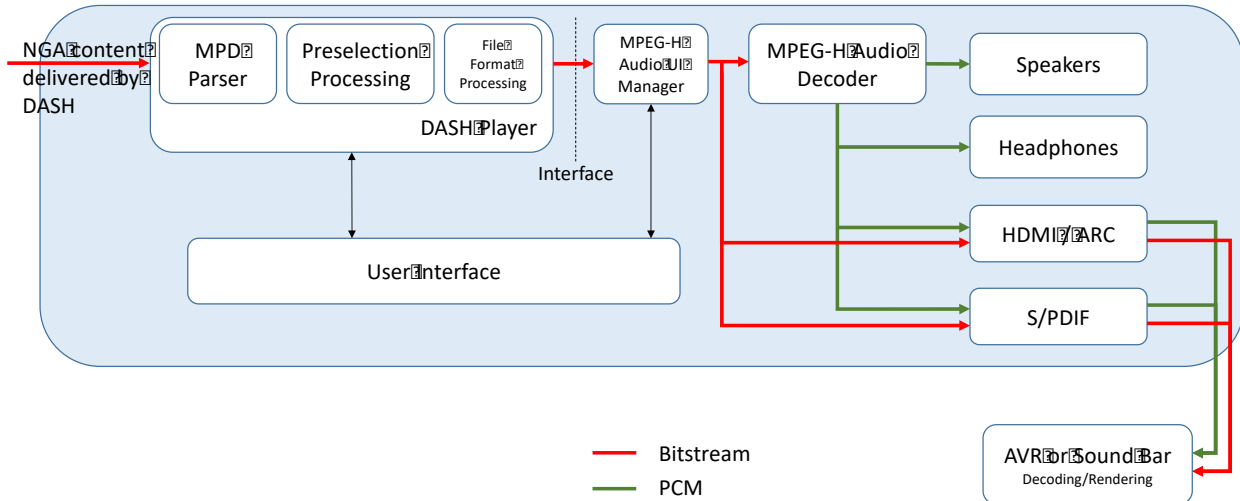 NGA content
delivered by
DASH
MPD
Parser
Preselection
Processing
File
Format
Processing
DASH Player
Interface
MPEG-H
Audio UI
Manager
MPEG-H Audio
Decoder
Speakers
Headphones
HDMI / ARC
S/PDIF
User Interface
AVR or Sound Bar
Decoding/Rendering
Bitstream
PCM